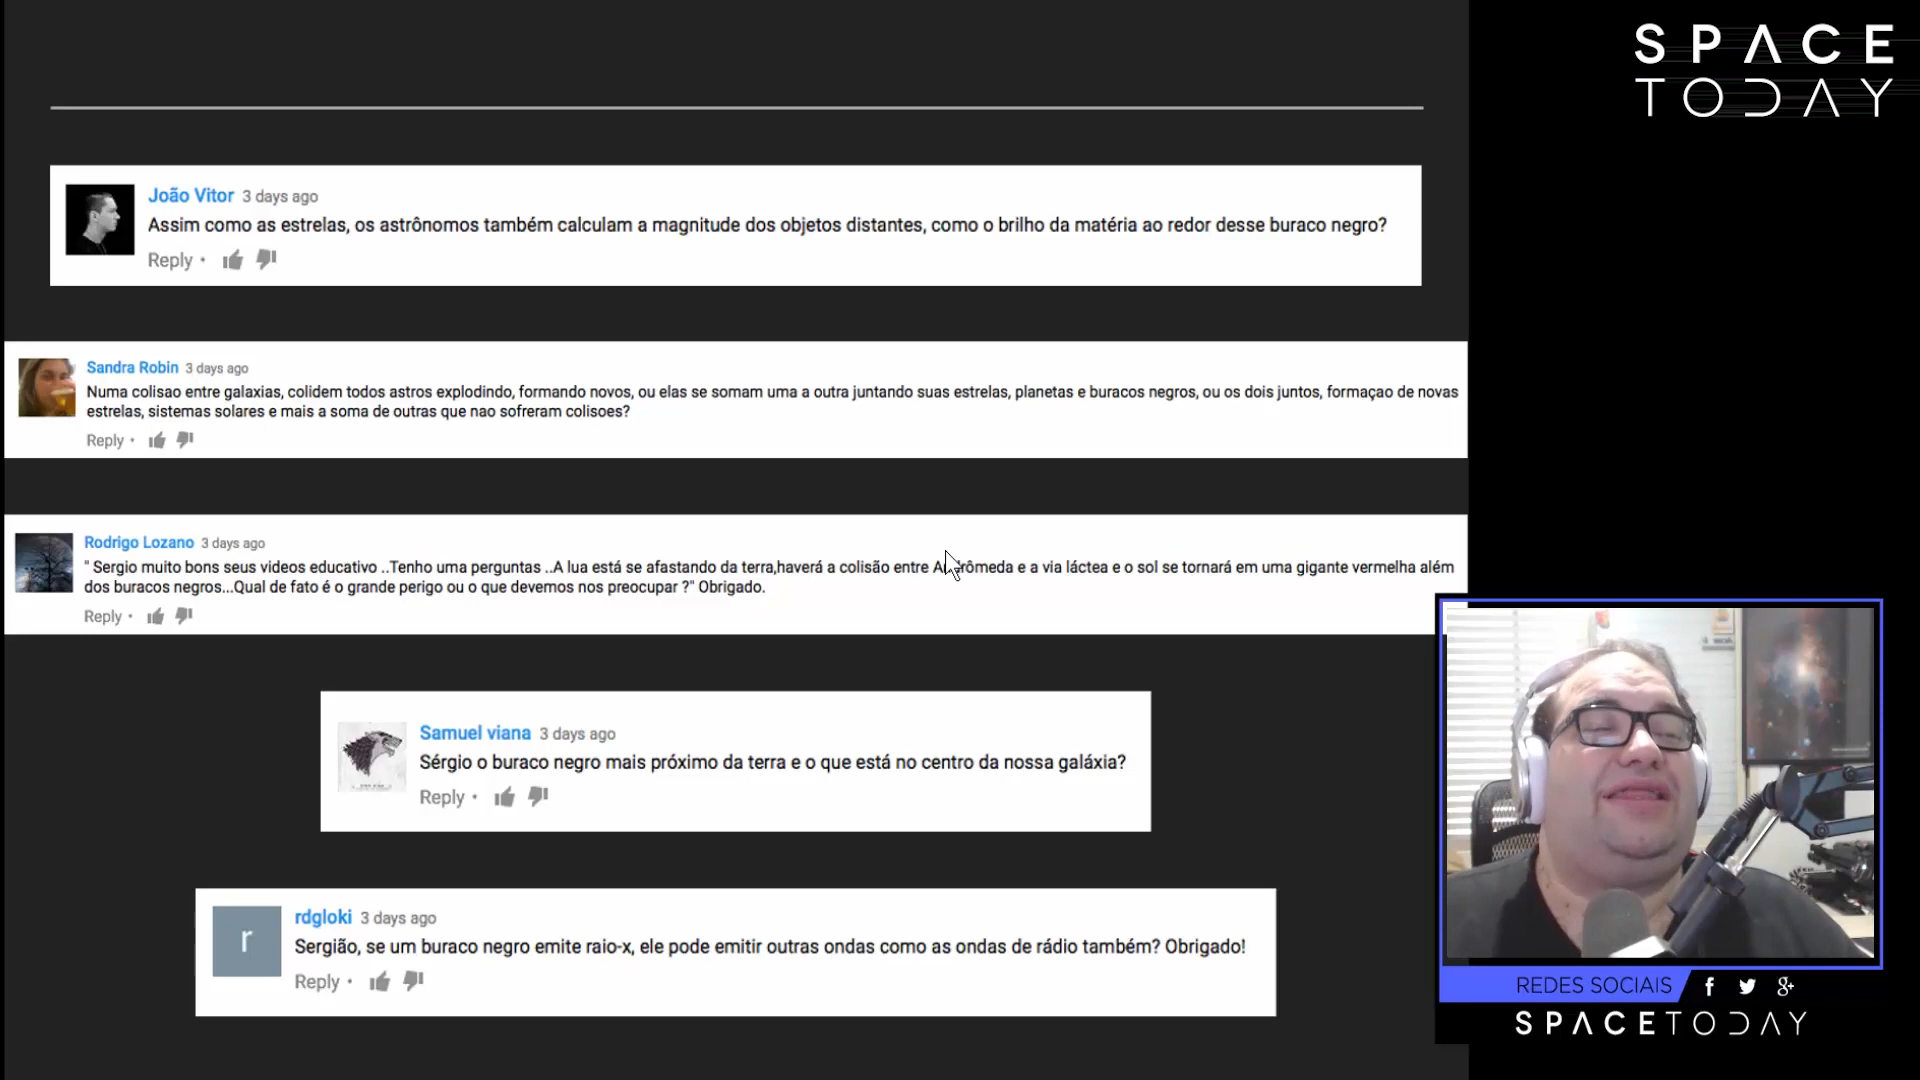 SPACE
TODAY
João Vitor 3 days ago
Assim como as estrelas, os astrônomos também calculam a magnitude dos objetos distantes, como o brilho da matéria ao redor desse buraco negro?
Reply •
Sandra Robin 3 days ago
Numa colisao entre galaxias, colidem todos astros explodindo, formando novos, ou elas se somam uma a outra juntando suas estrelas, planetas e buracos negros, ou os dois juntos, formaçao de novas
estrelas, sistemas solares e mais a soma de outras que nao sofreram colisoes?
Reply •
Rodrigo Lozano 3 days ago
" Sergio muito bons seus videos educativo ..Tenho uma perguntas ..A lua está se afastando da terra,haverá a colisão entre Andrômeda e a via láctea e o sol se tornará em uma gigante vermelha além
dos buracos negros...Qual de fato é o grande perigo ou o que devemos nos preocupar ?" Obrigado.
Reply •
Samuel viana 3 days ago
Sérgio o buraco negro mais próximo da terra e o que está no centro da nossa galáxia?
Reply •
r
rdgloki 3 days ago
Sergião, se um buraco negro emite raio-x, ele pode emitir outras ondas como as ondas de rádio também? Obrigado!
Reply •
REDES SOCIAIS
SPACETODAY